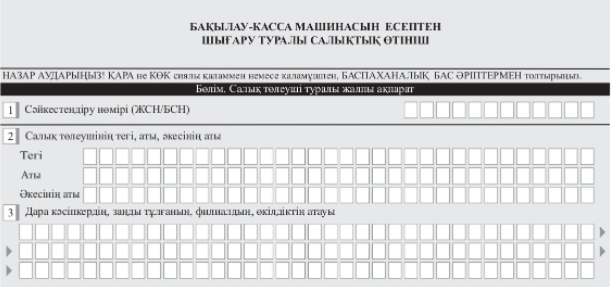 БАҚЫЛАУ-КАССА МАШИНАСЫН ЕСЕПТЕН
ШЫҒАРУ ТУРАЛЫ САЛЫҚТЫҚ ӨТІНІШ
НАЗАР АУДАРЫҢЫЗ! ҚАРА не КӨК сиялы қаламмен немесе қаламұшпен, БАСПАХАНАЛЫҚ БАС ӘРІПТЕРМЕН толтырыңыз.
Бөлім. Салық төлеуші туралы жалпы ақпарат
1 Сәйкестендіру нөмірі (ЖСН/БСН)
2 Салық төлеушінің тегі, аты, әкесінің аты
Тегі
Аты
Әкесінің аты
3 Дара кәсіпкердің, заңды тұлғаның, филиалдын, өкілдіктің атауы